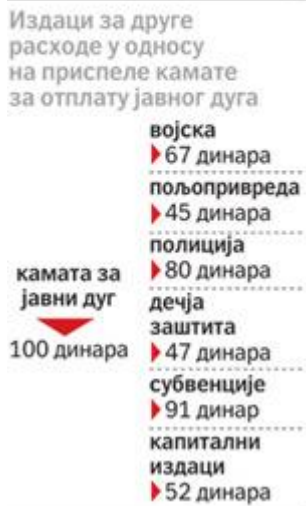 Издаци за друге
расходе у односу
на приспеле камате
за отплату јавног дуга
војска
67 динара
пољопривреда
45 динара
полиција
80 динара
камата за
јавни дуг
100 динара
дечја
заштита
47 динара
субвенције
91 динар
капитални
издаци
52 динара